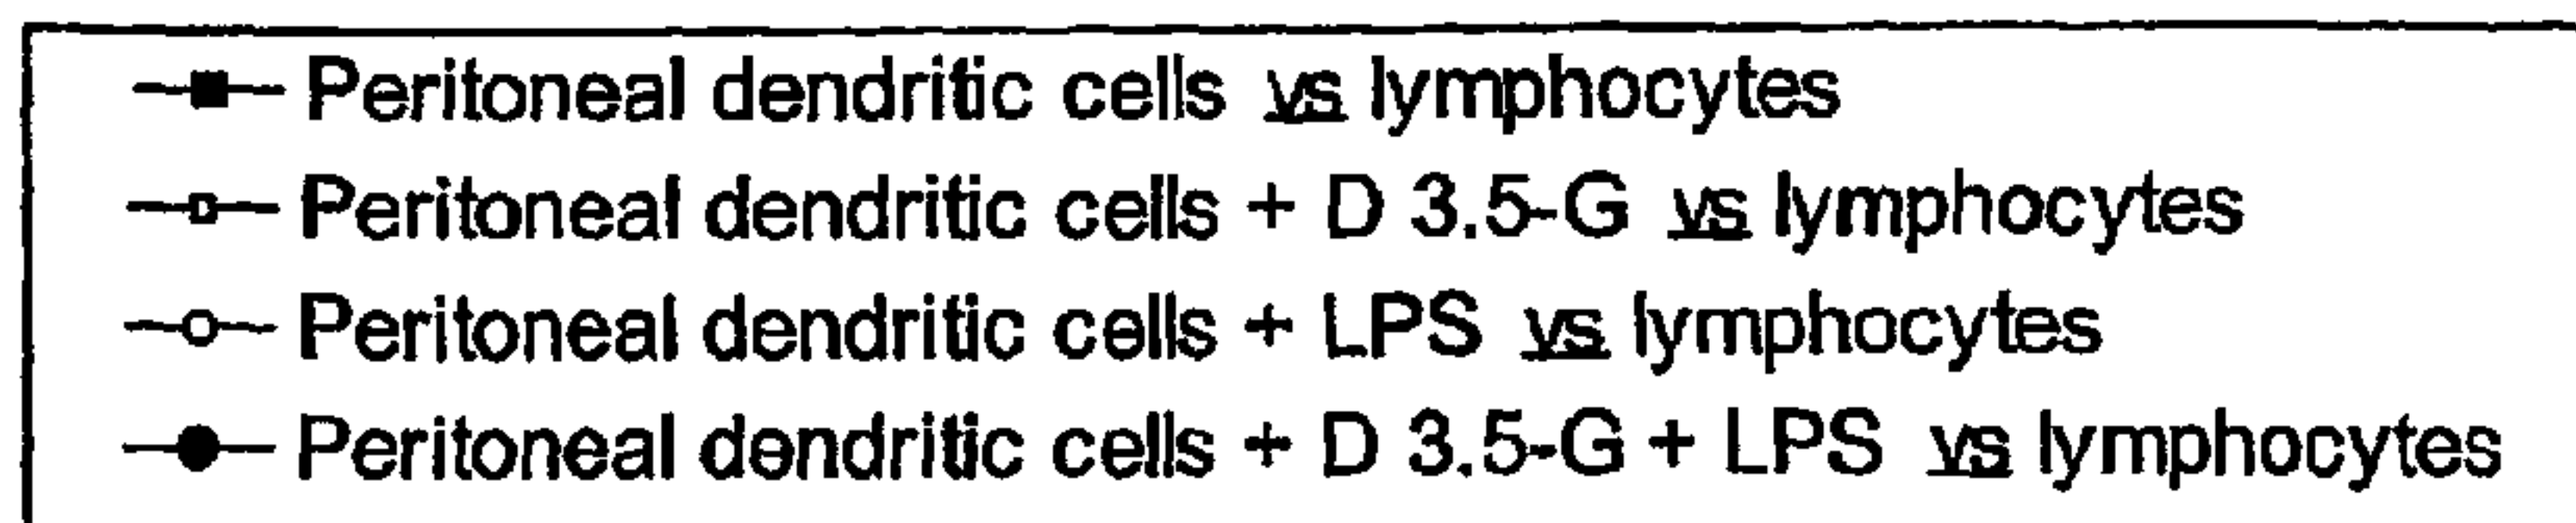 Peritoneal dendritic cells vs lymphocytes
Peritoneal dendritic cells + D 3.5-G vs lymphocytes
Peritoneal dendritic cells + LPS vs lymphocytes
Peritoneal dendritic cells + D 3.5-G + LPS vs lymphocytes